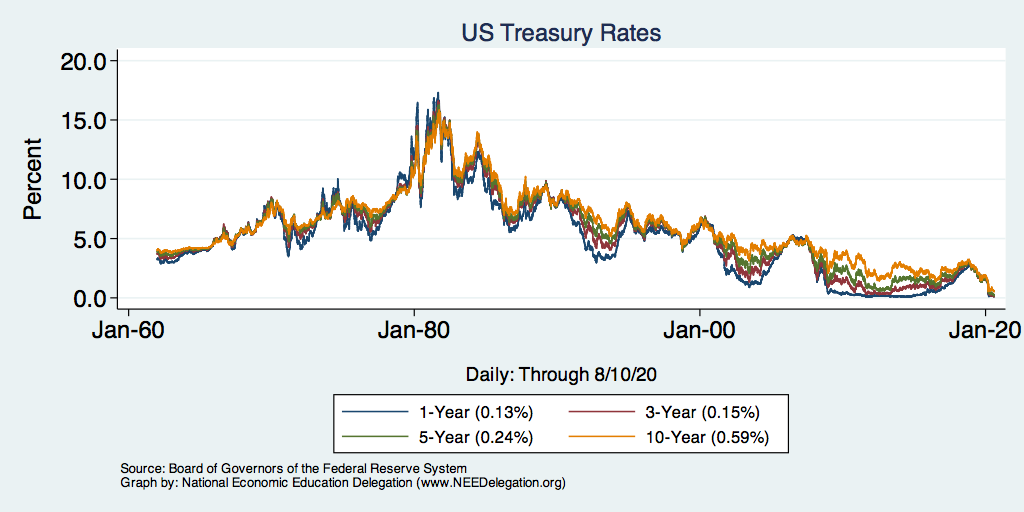 US Treasury Rates
Percent
20.0
15.0
10.0
5.0
0.0
Jan-60 Jan-80 Jan-00 Jan-20
Daily: Through 8/10/20
1-Year (0.13%) 3-Year (0.15%)
5-Year (0.24%) 10-Year (0.59%)
Source: Board of Governors of the Federal Reserve System
Graph by: National Economic Education Delegation (www.NEEDelegation.org)